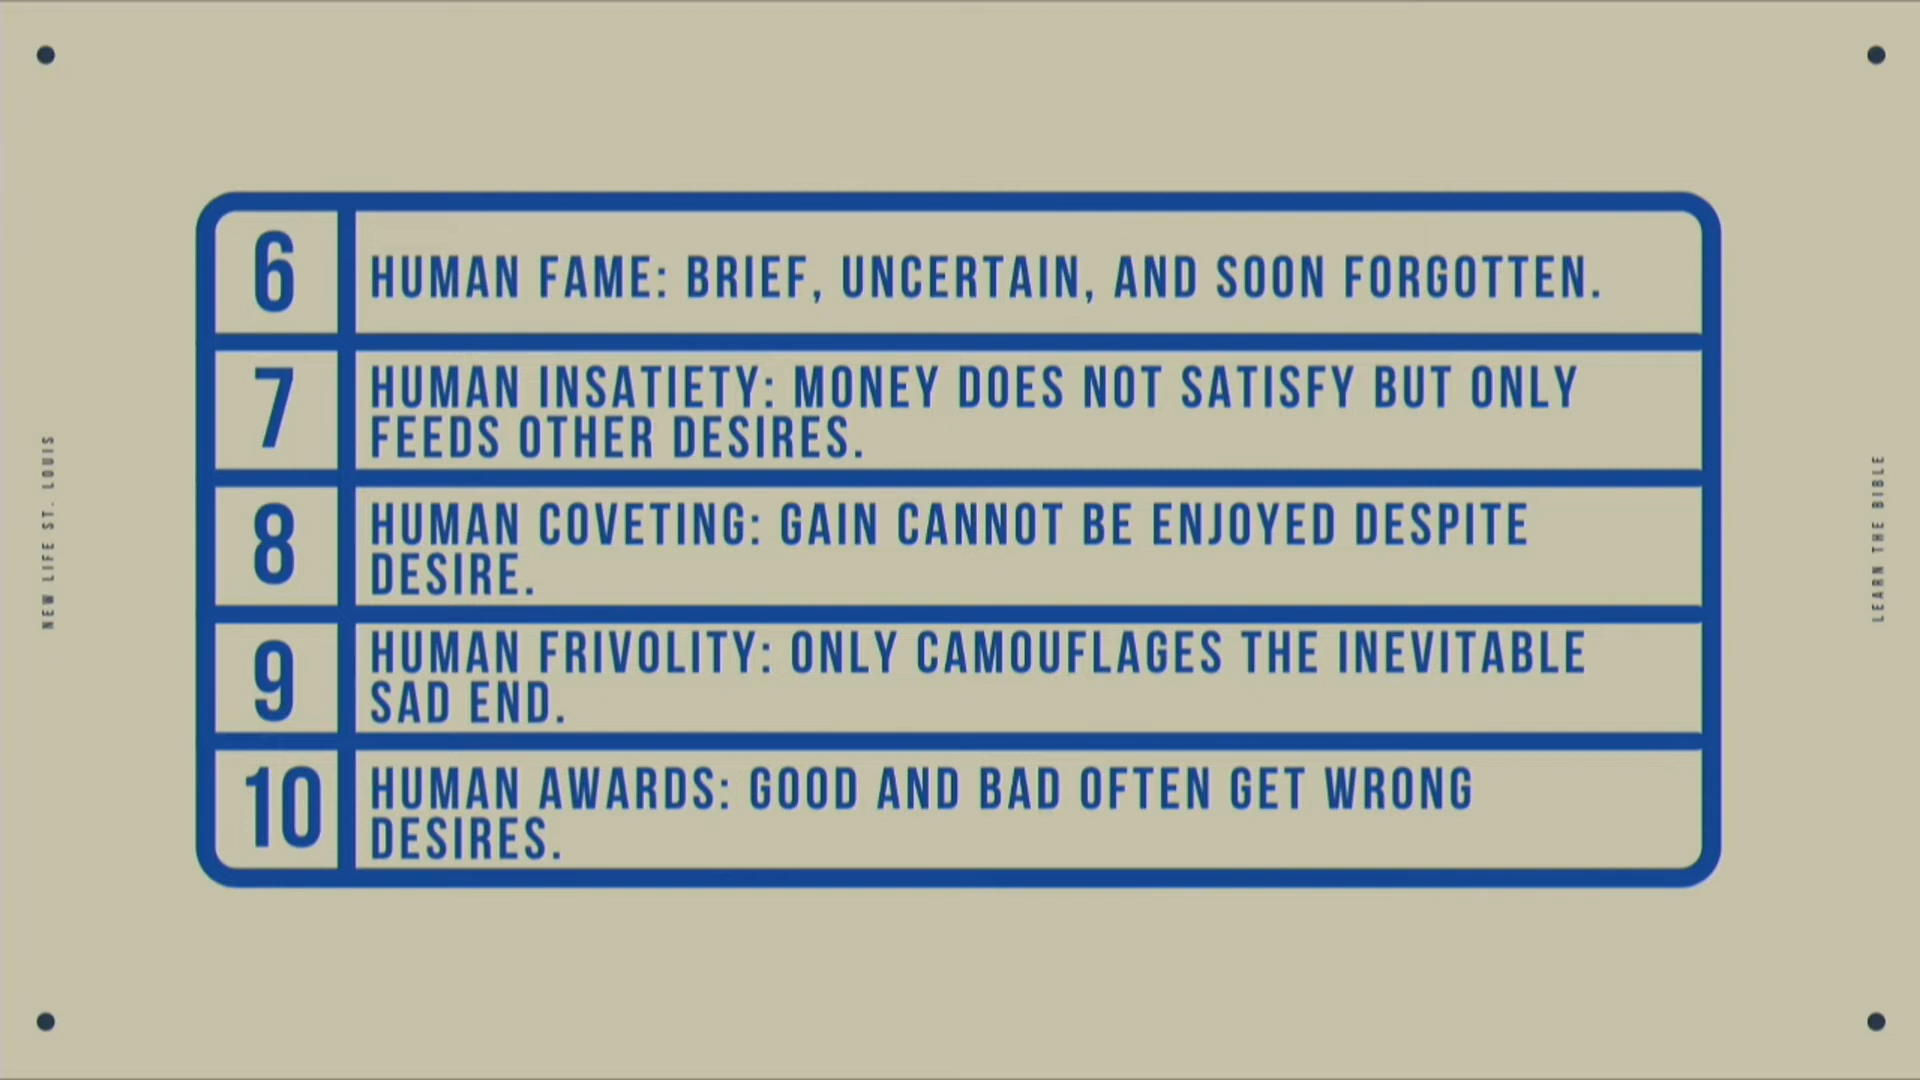 6
HUMAN FAME: BRIEF, UNCERTAIN, AND SOON FORGOTTEN.
7
HUMAN INSATIETY: MONEY DOES NOT SATISFY BUT ONLY
FEEDS OTHER DESIRES.
8
HUMAN COVETING: GAIN CANNOT BE ENJOYED DESPITE
DESIRE.
9
HUMAN FRIVOLITY: ONLY CAMOUFLAGES THE INEVITABLE
SAD END.
10
HUMAN AWARDS: GOOD AND BAD OFTEN GET WRONG
DESIRES.
NEW LIFE ST. LOUIS
LEARN THE BIBLE